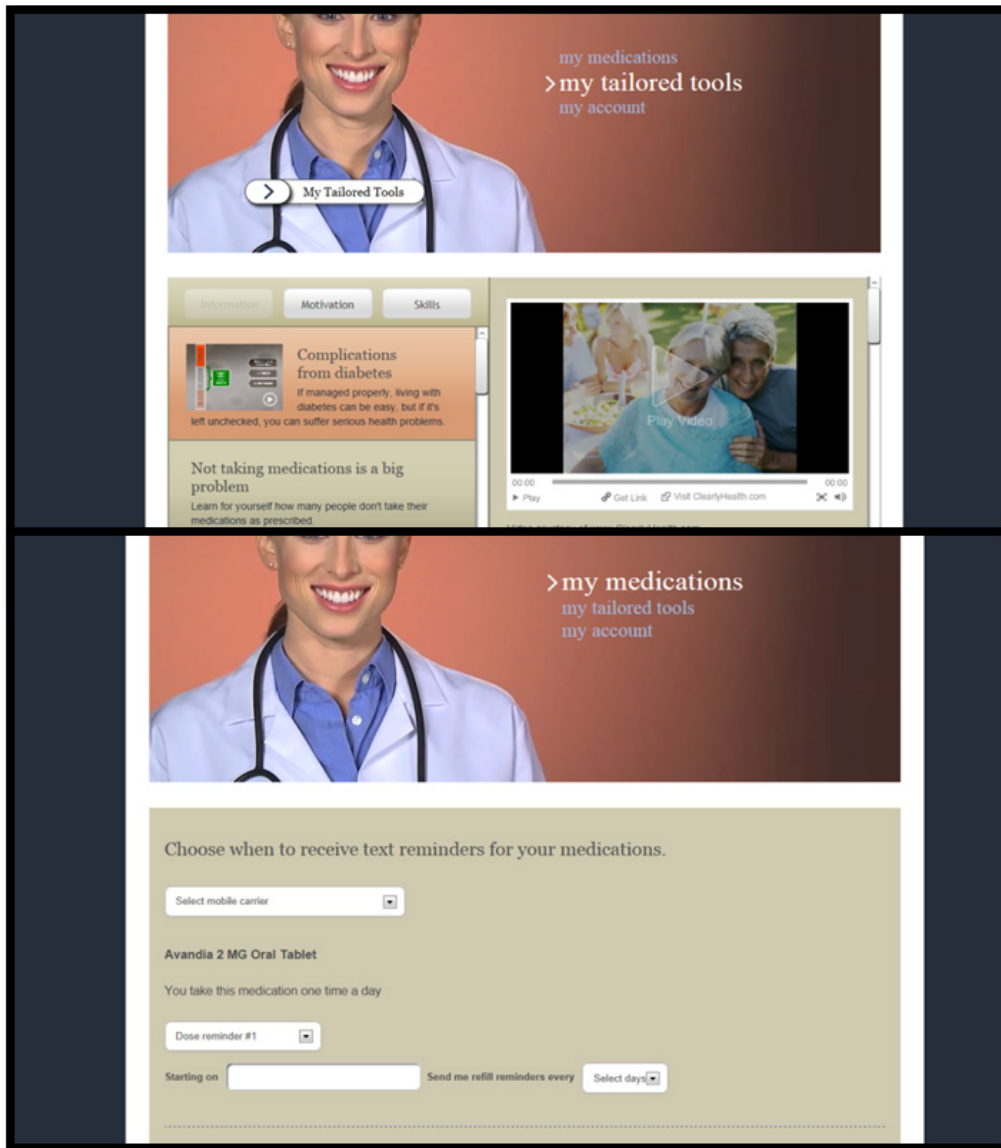 my medications
my tailored tools
my account
My Tailored Tools
Information
Motivation
Skills
Complications
from diabetes
If managed properly, living with
diabetes can be easy, but if it's
left unchecked, you can suffer serious health problems.
Not taking medications is a big
problem
Learn for yourself how many people don't take their
medications as prescribed.
Play Video
00:00
00:00
Play
Get Link
Visit ClearlyHealth.com
my medications
my tailored tools
my account
Choose when to receive text reminders for your medications.
Select mobile carrier
Avandia 2 MG Oral Tablet
You take this medication one time a day
Dose reminder #1
Starting on
Send me refill reminders every
Select days